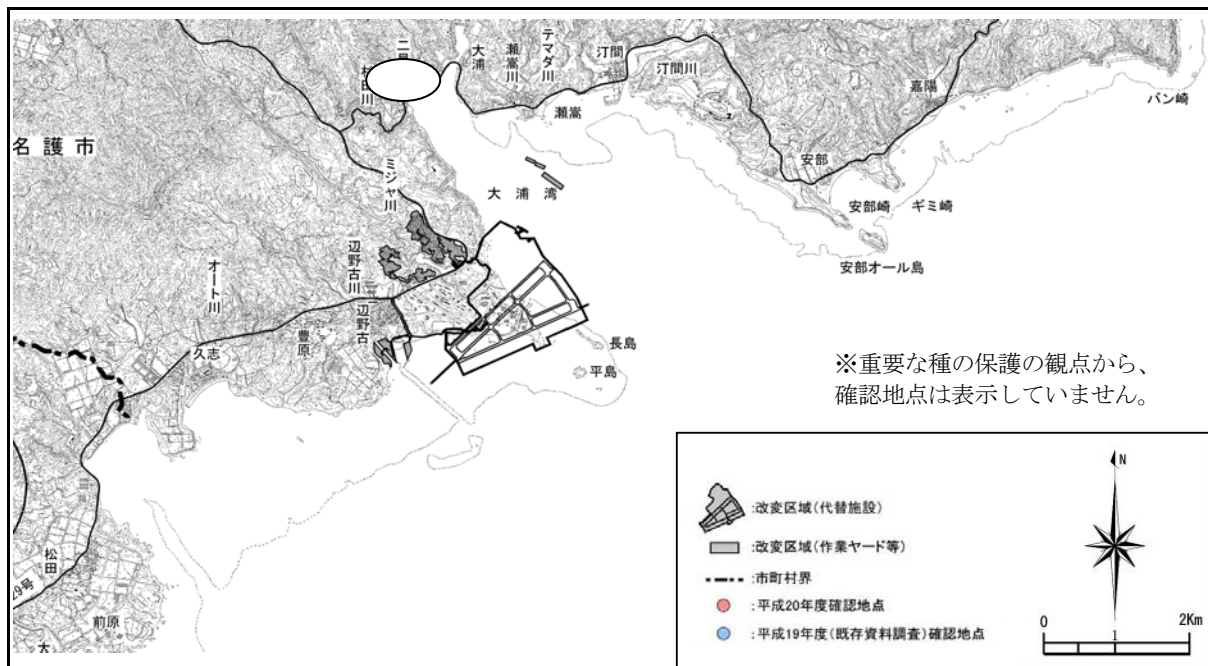 名護市
大浦
瀬嵩川
テマダ川
汀間
汀間川
嘉陽
バン崎
瀬嵩
安部
ミジャ川
大浦湾
安部崎
ギミ崎
安部オール島
辺野古川
オート川
辺野古
豊原
久志
長島
平島
※重要な種の保護の観点から、
確認地点は表示していません。
松田
前原
N
:改変区域(代替施設)
:改変区域(作業ヤード等)
:市町村界
:平成20年度確認地点
:平成19年度(既存資料調査)確認地点
0 1 2Km